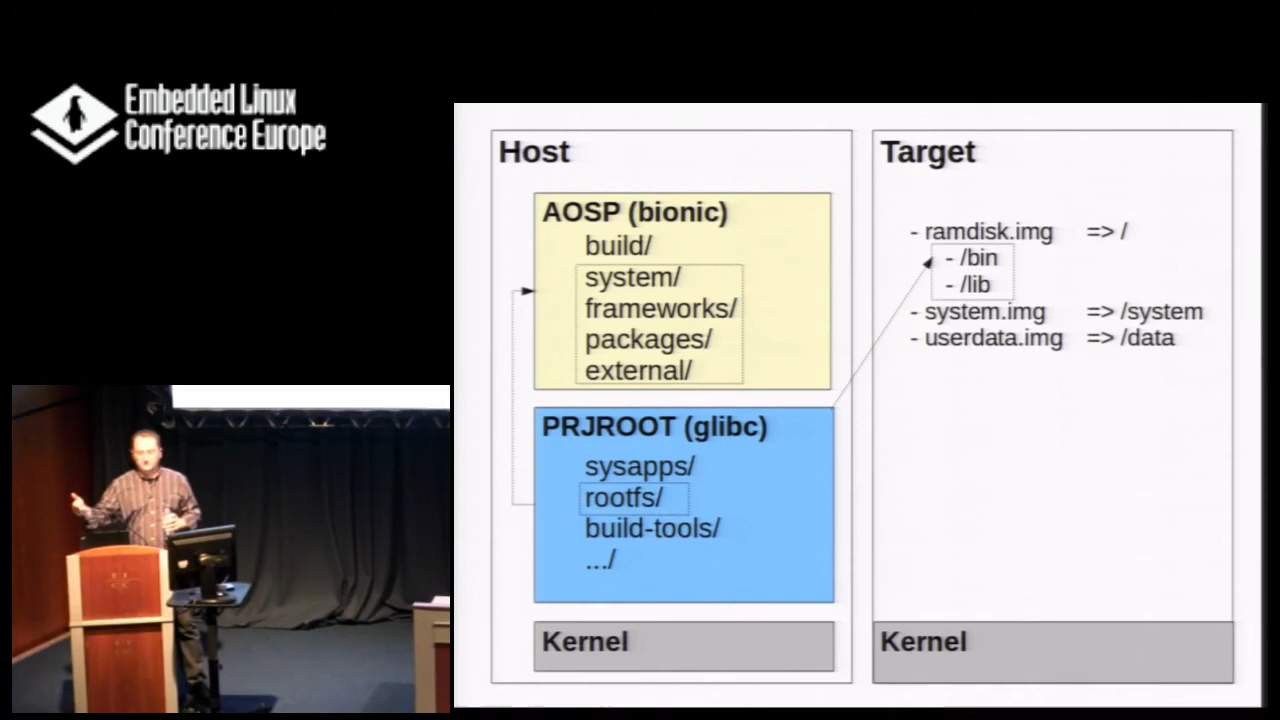 Embedded Linux
Conference Europe
Host
AOSP (bionic)
build/
system/
frameworks/
packages/
external/
PRJROOT (glibc)
sysapps/
rootfs/
build-tools/
.../
Kernel
Target
- ramdisk.img => /
- /bin
- /lib
- system.img => /system
- userdata.img => /data
Kernel